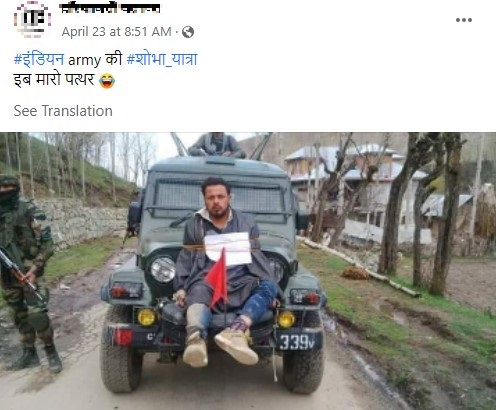 April 23 at 8:51 AM
#इंडियन army की #शोभा_यात्रा
इब मारो पत्थर 😂
See Translation
339V